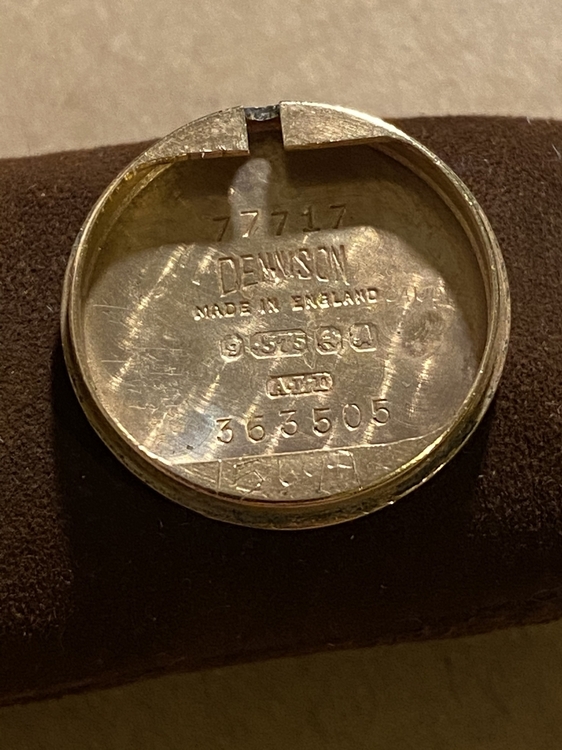 77717
DENNISON
MADE IN ENGLAND
9 .375 A
A.L.D
363505